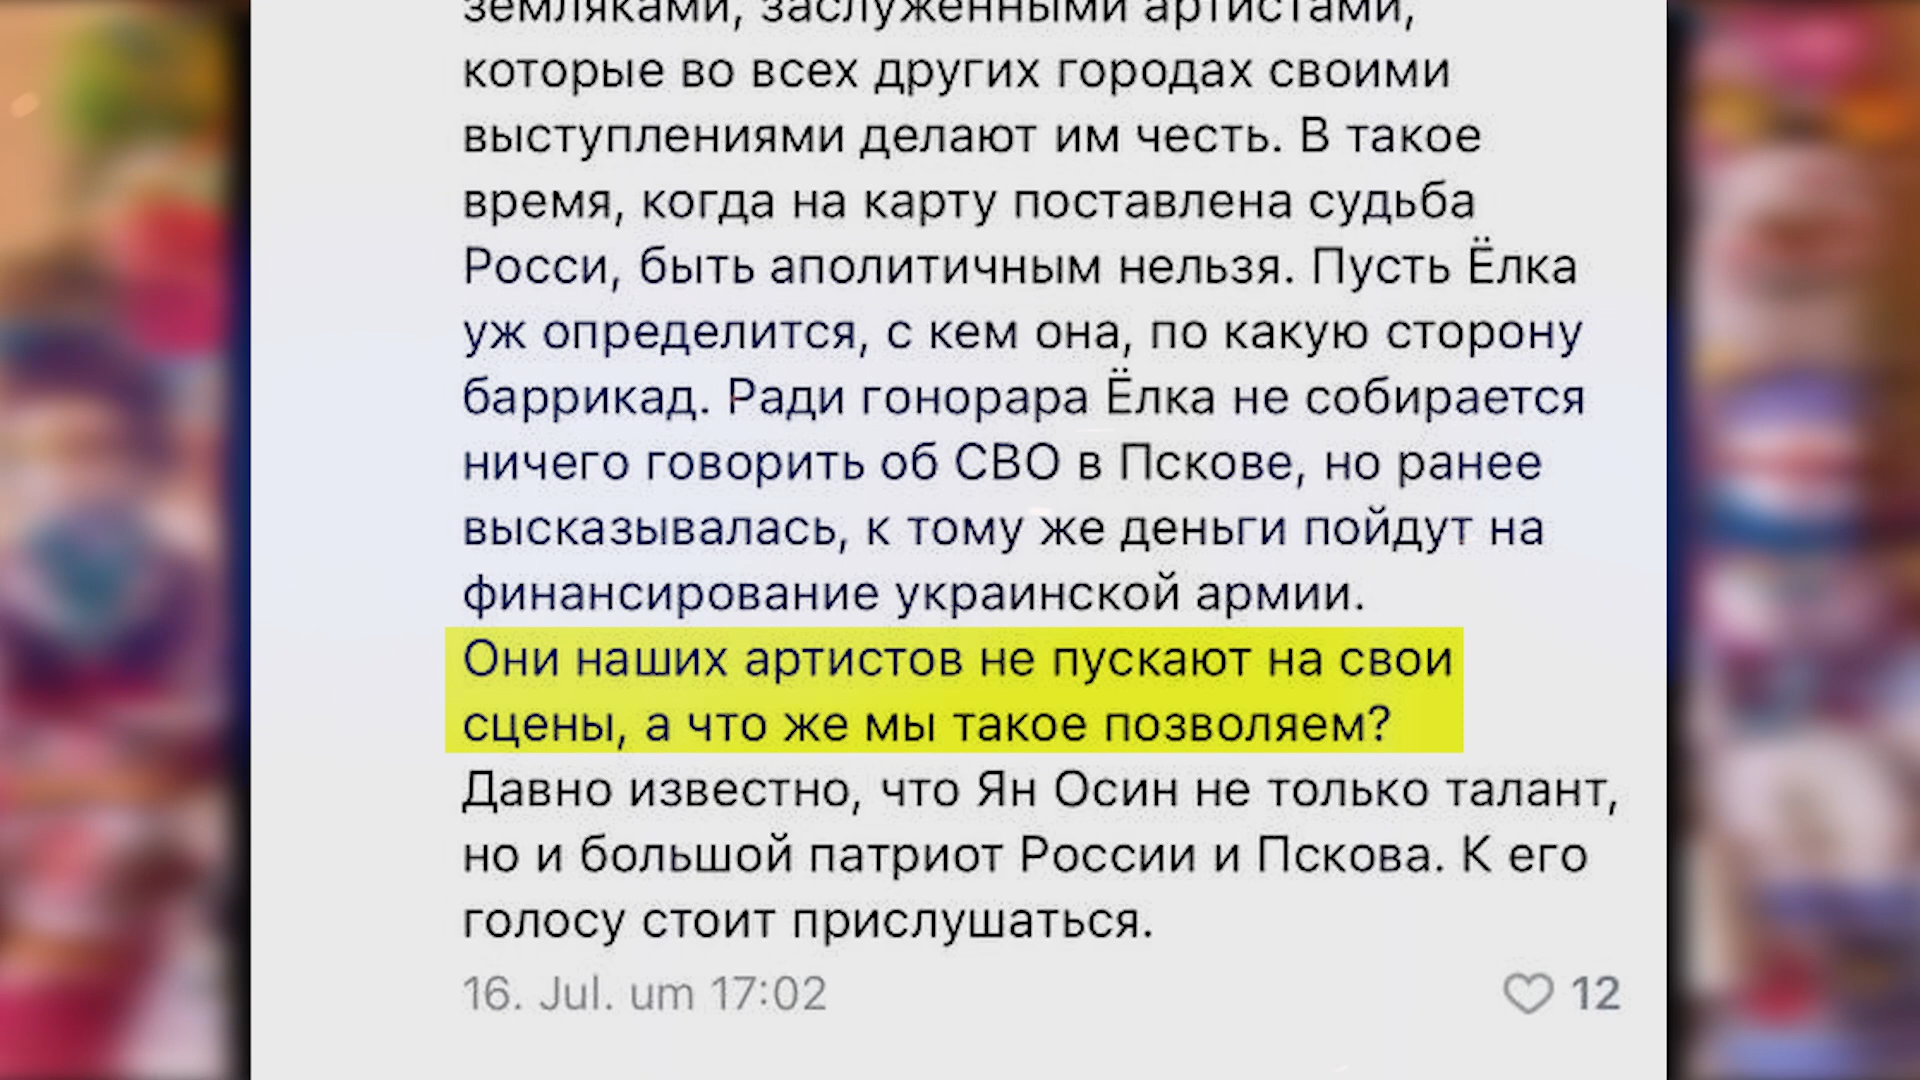 земляками, заслуженными артистами,
которые во всех других городах своими
выступлениями делают им честь. В такое
время, когда на карту поставлена судьба
Росси, быть аполитичным нельзя. Пусть Ёлка
уж определится, с кем она, по какую сторону
баррикад. Ради гонорара Ёлка не собирается
ничего говорить об СВО в Пскове, но ранее
высказывалась, к тому же деньги пойдут на
финансирование украинской армии.
Они наших артистов не пускают на свои
сцены, а что же мы такое позволяем?
Давно известно, что Ян Осин не только талант,
но и большой патриот России и Пскова. К его
голосу стоит прислушаться.
16. Jul. um 17:02
12